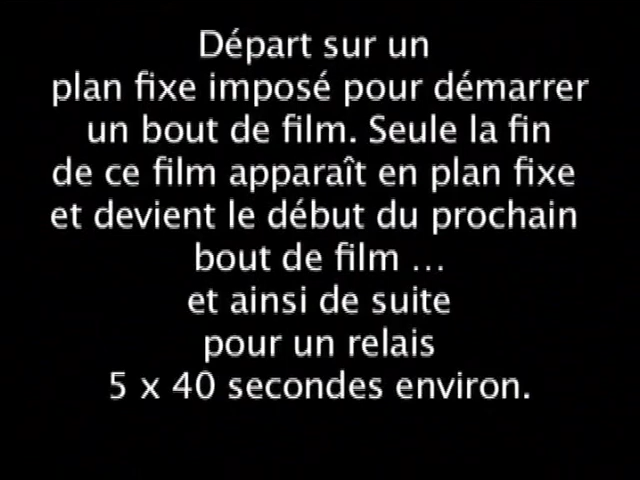 Départ sur un
plan fixe imposé pour démarrer
un bout de film. Seule la fin
de ce film apparaît en plan fixe
et devient le début du prochain
bout de film ...
et ainsi de suite
pour un relais
5 x 40 secondes environ.